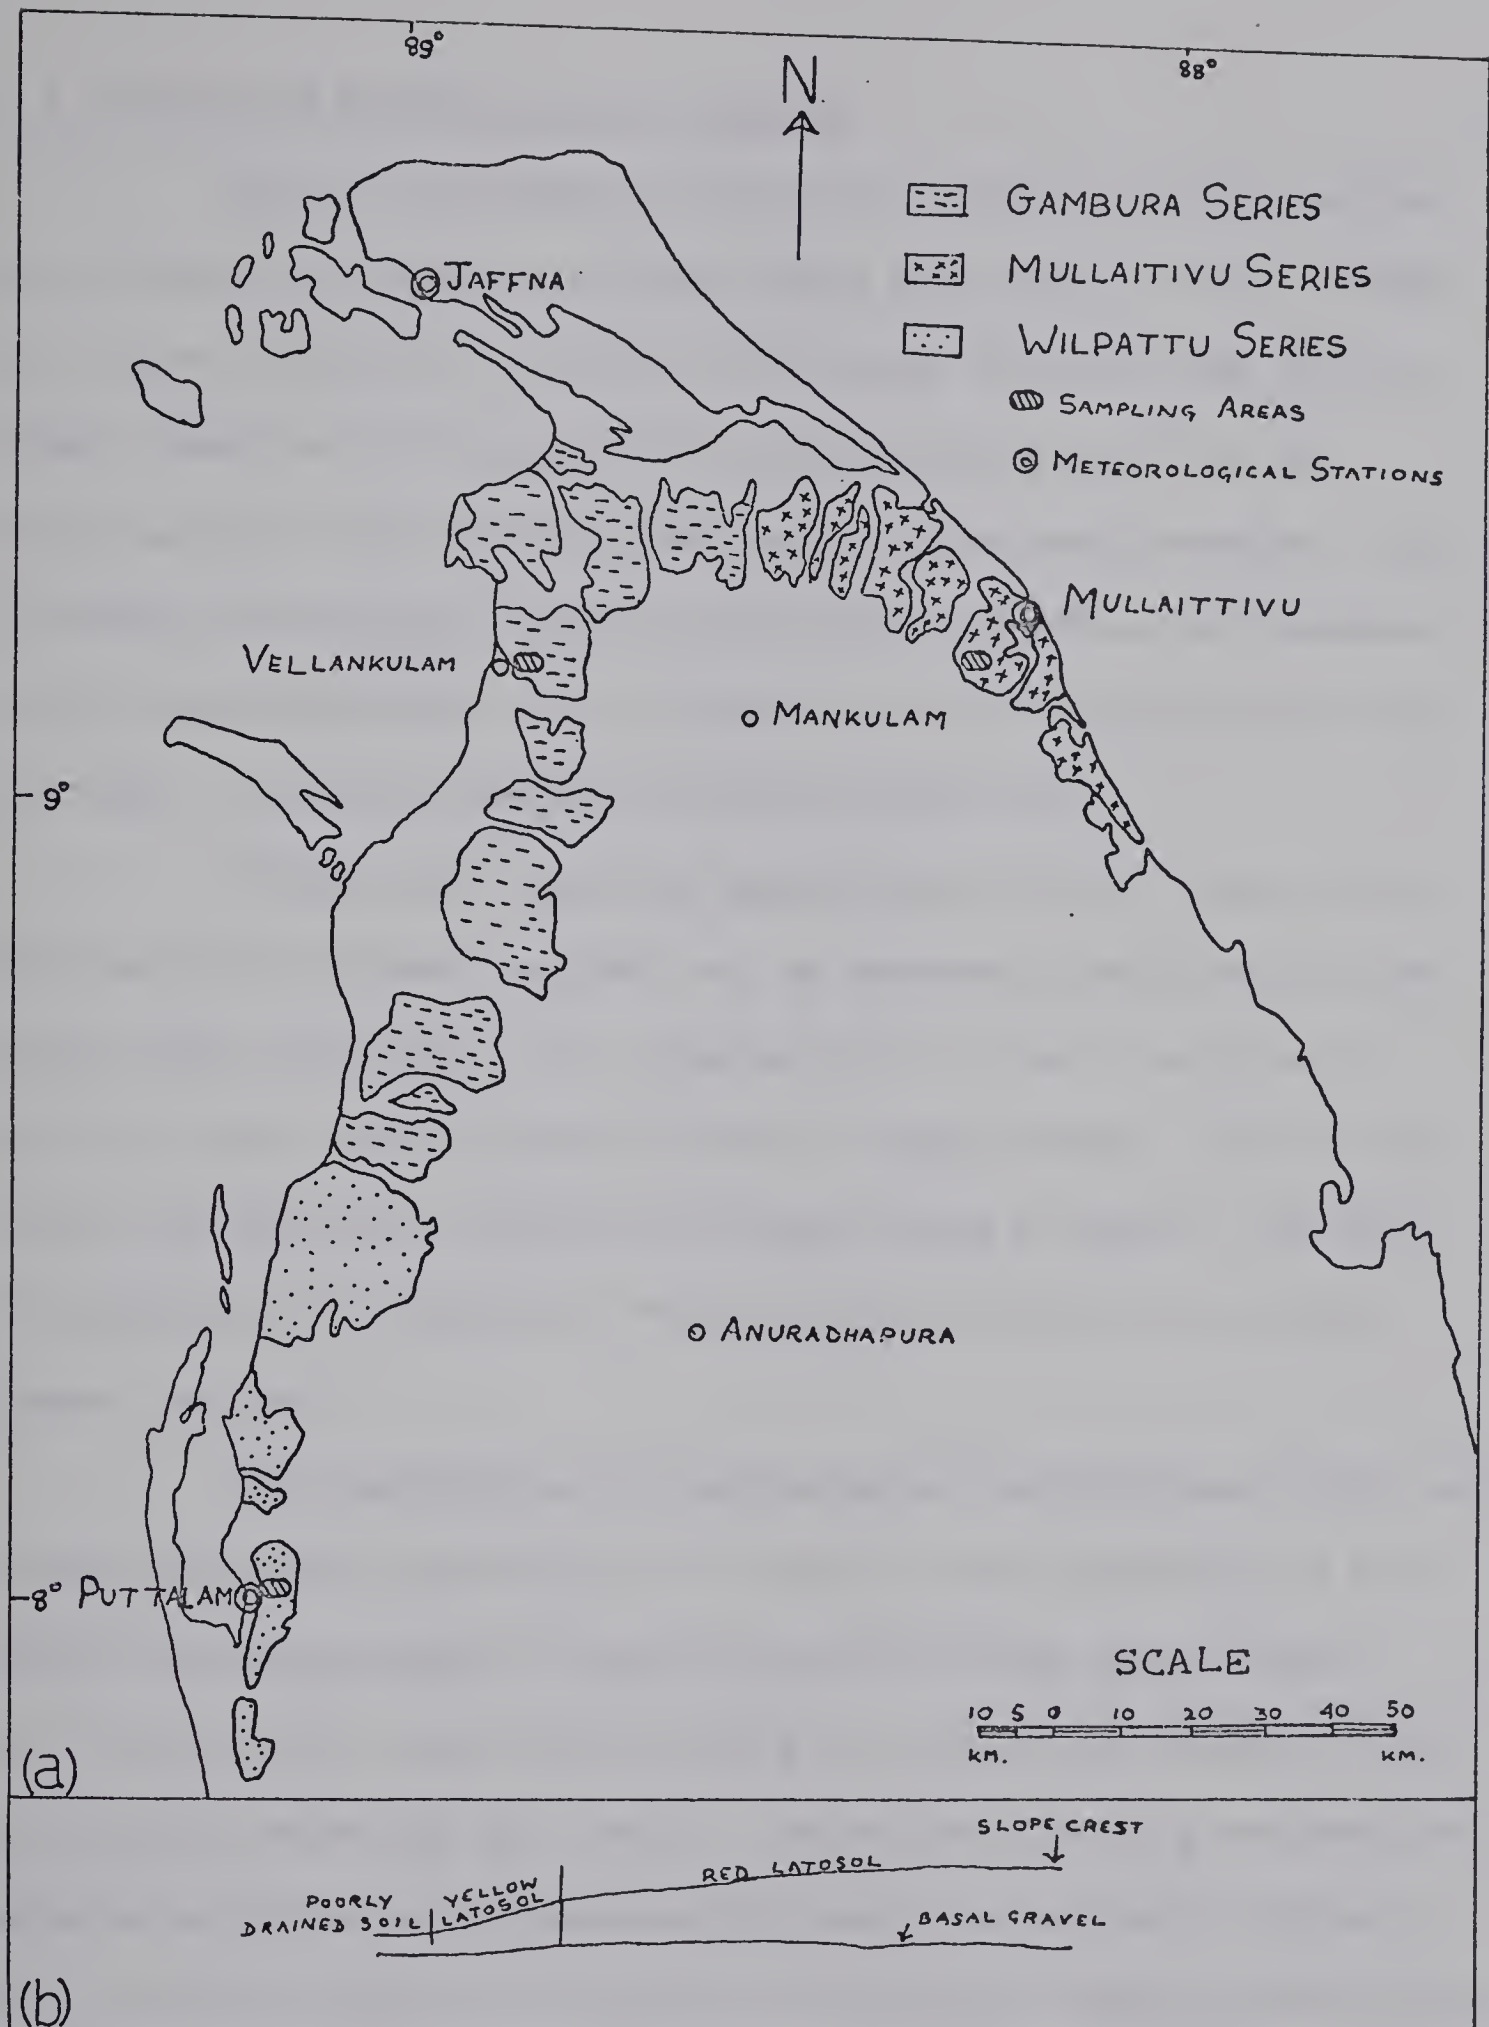 89°
88°
N
GAMBURA SERIES
MULLAITIVU SERIES
WILPATTU SERIES
SAMPLING AREAS
METEOROLOGICAL STATIONS
JAFFNA
MULLAITTIVU
VELLANKULAM
MANKULAM
9°
ANURADHAPURA
8°
PUTTALAM
SCALE
10 5 0 10 20 30 40 50
KM. KM.
(a)
SLOPE CREST
RED LATOSOL
YELLOW
LATOSOL
POORLY
DRAINED SOIL
BASAL GRAVEL
(b)